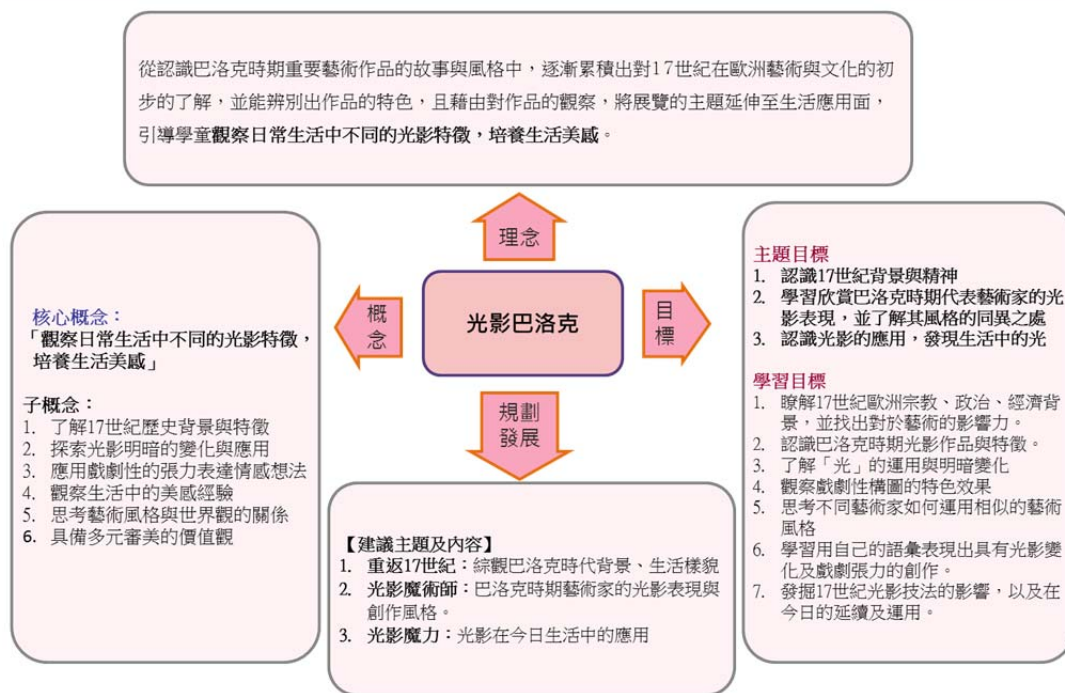 從認識巴洛克時期重要藝術作品的故事與風格中，逐漸累積出對17世紀在歐洲藝術與文化的初
步的了解，並能辨別出作品的特色，且藉由對作品的觀察，將展覽的主題延伸至生活應用面，
引導學童觀察日常生活中不同的光影特徵，培養生活美感。
理念
核心概念：
「觀察日常生活中不同的光影特徵，
培養生活美感」
子概念：
1. 了解17世紀歷史背景與特徵
2. 探索光影明暗的變化與應用
3. 應用戲劇性的張力表達情感想法
4. 觀察生活中的美感經驗
5. 思考藝術風格與世界觀的關係
6. 具備多元審美的價值觀
概
念
光影巴洛克
目
標
主題目標
1. 認識17世紀背景與精神
2. 學習欣賞巴洛克時期代表藝術家的光
影表現，並了解其風格的同異之處
3. 認識光影的應用，發現生活中的光
學習目標
1. 瞭解17世紀歐洲宗教、政治、經濟背
景，並找出對於藝術的影響力。
2. 認識巴洛克時期光影作品與特徵。
3. 了解「光」的運用與明暗變化
4. 觀察戲劇性構圖的特色效果
5. 思考不同藝術家如何運用相似的藝術
風格
6. 學習用自己的語彙表現出具有光影變
化及戲劇張力的創作。
7. 發掘17世紀光影技法的影響，以及在
今日的延續及運用。
規劃
發展
【建議主題及內容】
1. 重返17世紀：綜觀巴洛克時代背景、生活樣貌
2. 光影魔術師：巴洛克時期藝術家的光影表現與
創作風格。
3. 光影魔力：光影在今日生活中的應用